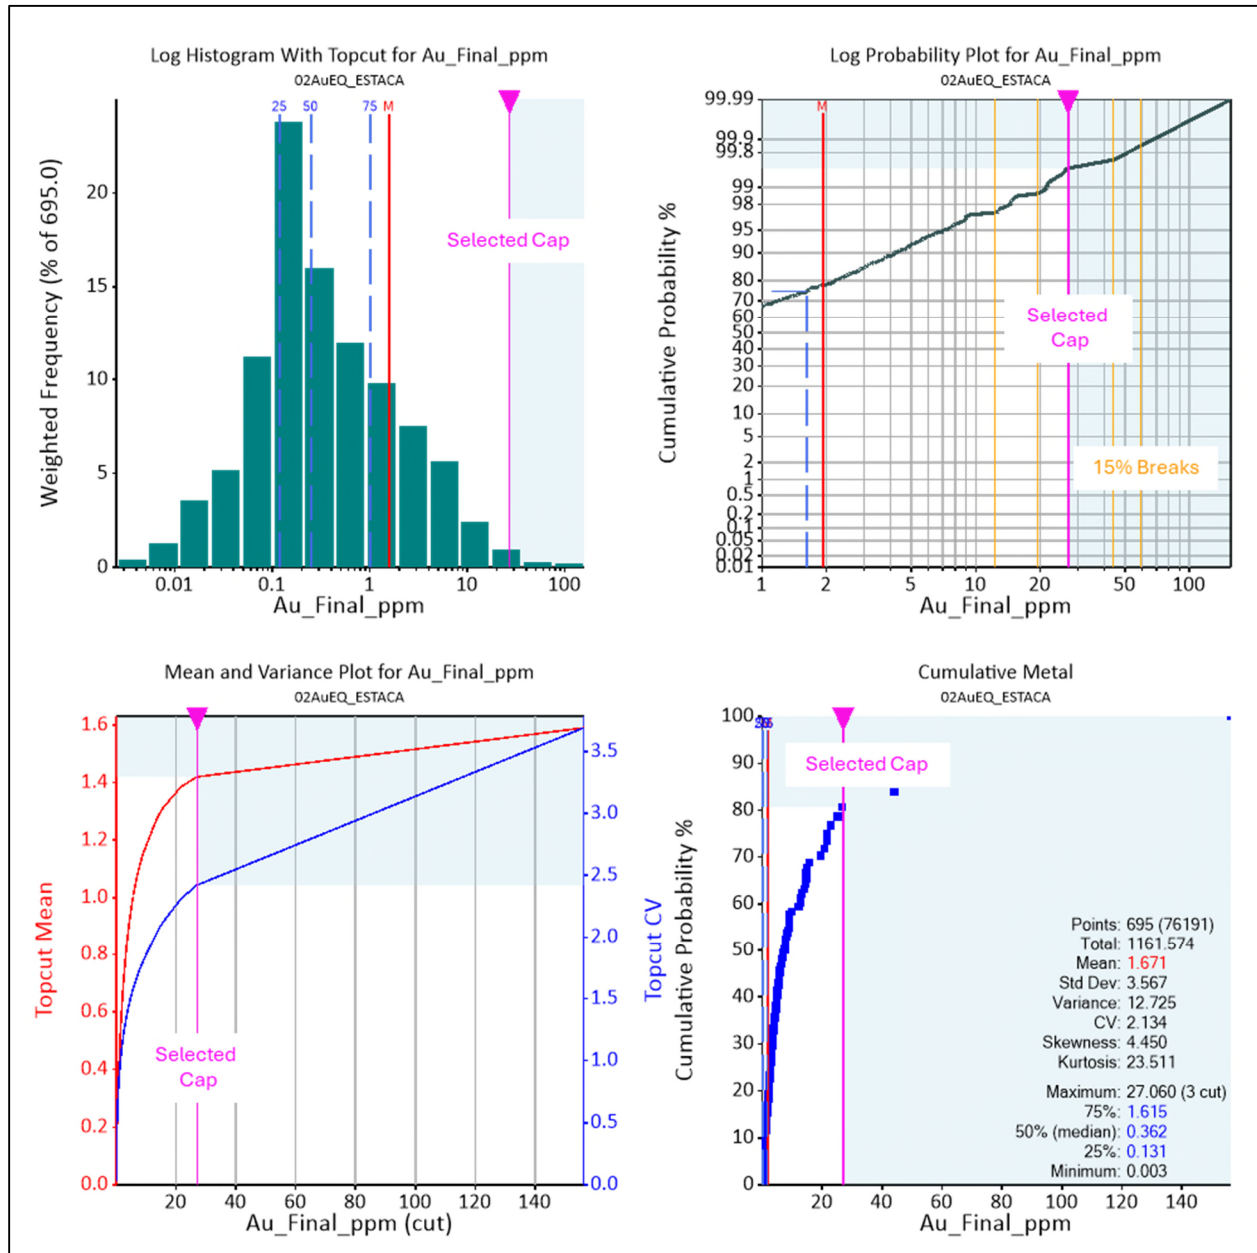 Log Histogram With Topcut for Au_Final_ppm
02AuEQ_ESTACA
25 50 75 M
Weighted Frequency (% of 695.0)
20
15
10
5
0
Selected Cap
0.01 0.1 1 10 100
Au_Final_ppm
Log Probability Plot for Au_Final_ppm
02AuEQ_ESTACA
M
Cumulative Probability %
99.99
99.9
99.8
99
98
95
90
80
70
60
50
40
30
20
10
5
2
1
0.5
0.2
0.1
0.05
0.02
0.01
Selected
Cap
15% Breaks
1 2 5 10 20 50 100
Au_Final_ppm
Mean and Variance Plot for Au_Final_ppm
02AuEQ_ESTACA
Topcut Mean
1.6
1.4
1.2
1.0
0.8
0.6
0.4
0.2
0.0
Selected
Cap
3.5
3.0
2.5
2.0
1.5
1.0
0.5
0.0
Topcut CV
20 40 60 80 100 120 140
Au_Final_ppm (cut)
Cumulative Metal
02AuEQ_ESTACA
Cumulative Probability %
100
90
80
70
60
50
40
30
20
10
0
Selected Cap
Points: 695 (76191)
Total: 1161.574
Mean: 1.671
Std Dev: 3.567
Variance: 12.725
CV: 2.134
Skewness: 4.450
Kurtosis: 23.511
Maximum: 27.060 (3 cut)
75%: 1.615
50% (median): 0.362
25%: 0.131
Minimum: 0.003
20 40 60 80 100 120 140
Au_Final_ppm